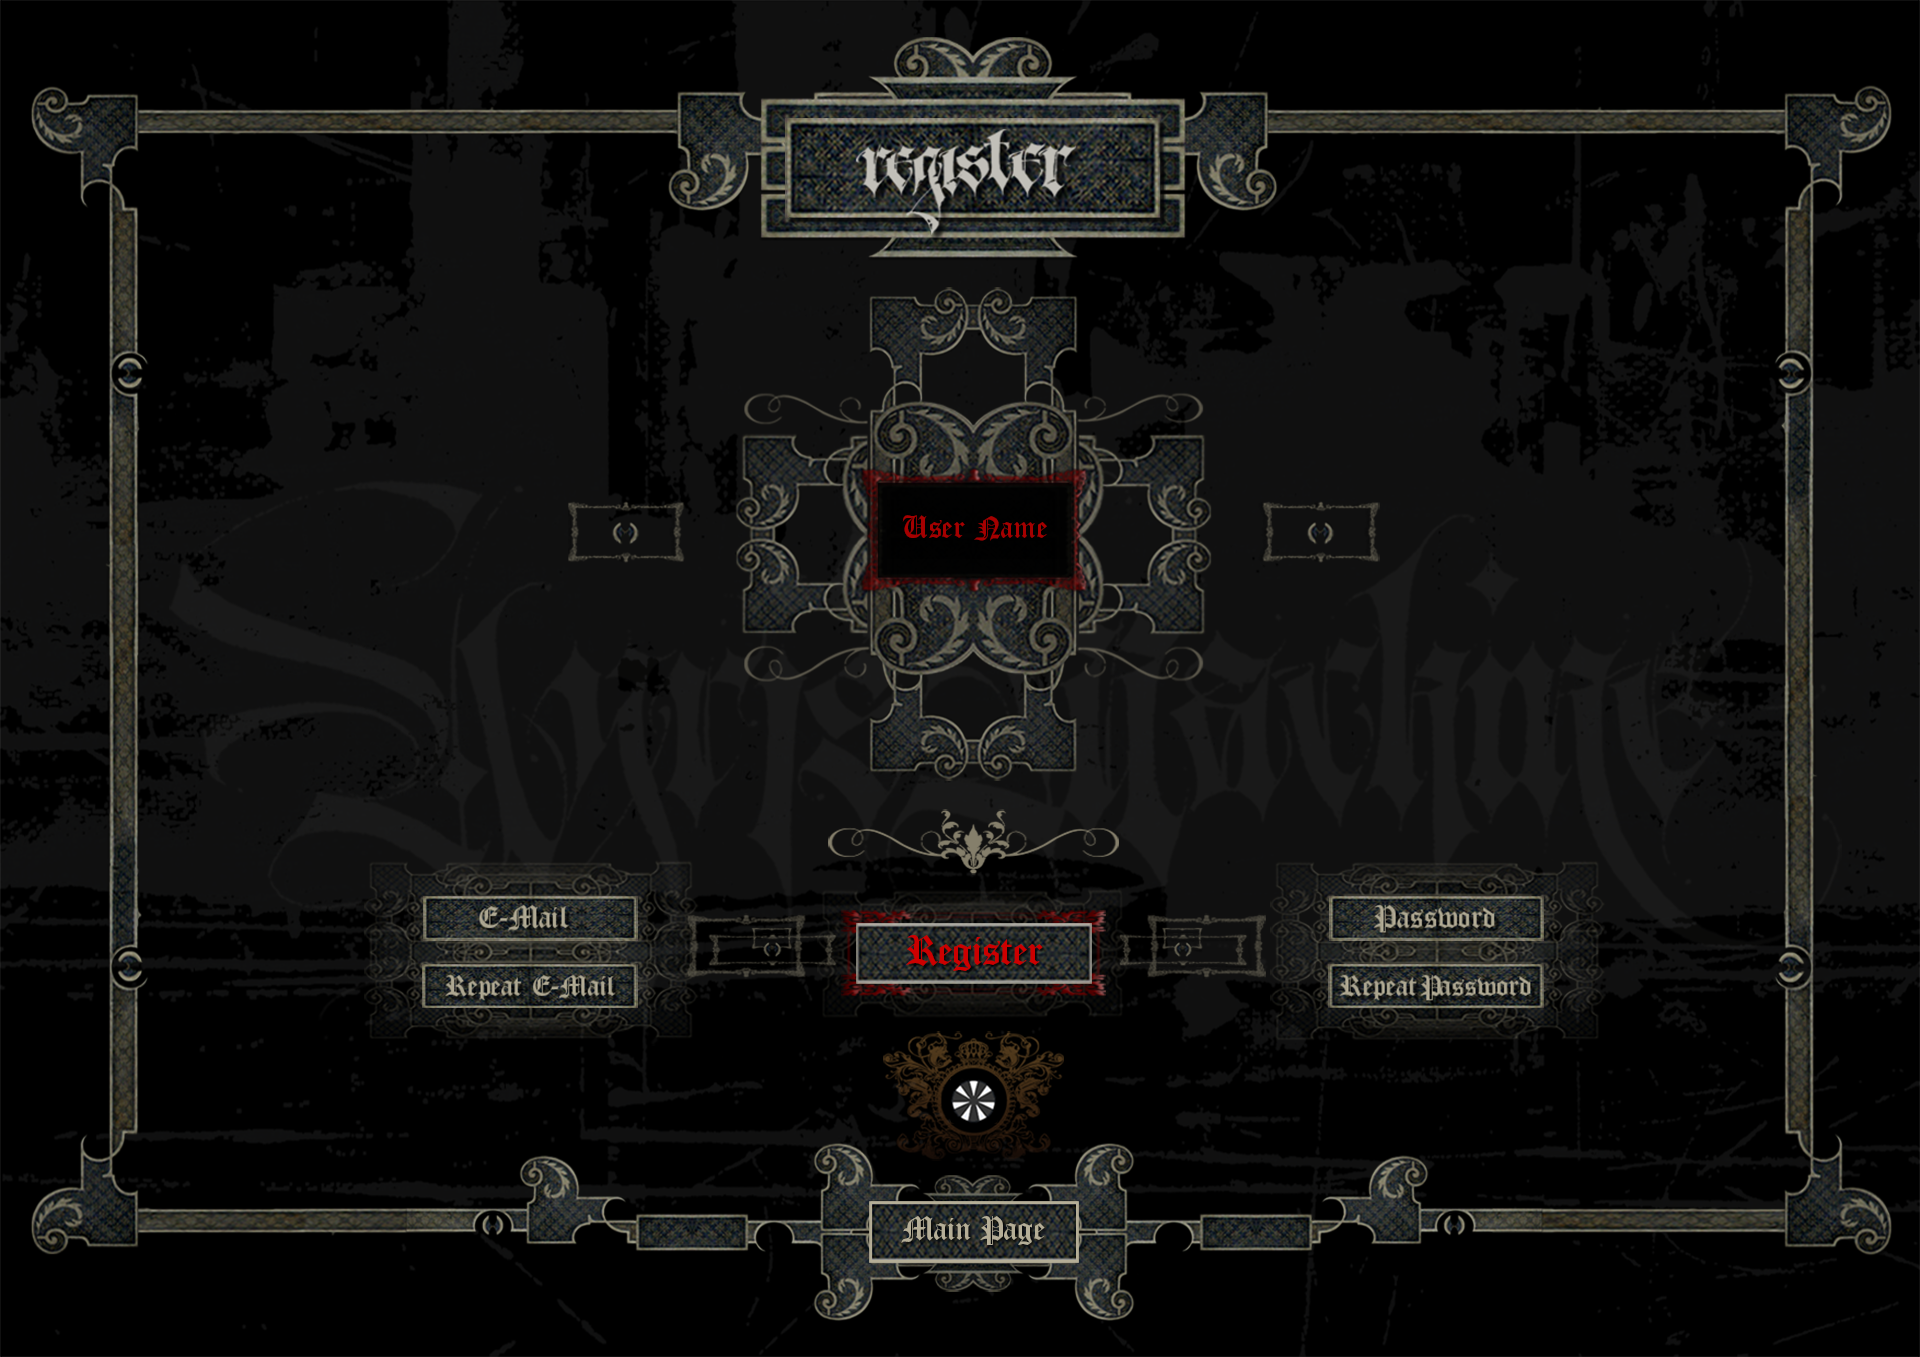 register
User Name
E-Mail
Repeat E-Mail
Register
Password
Repeat Password
Main Page